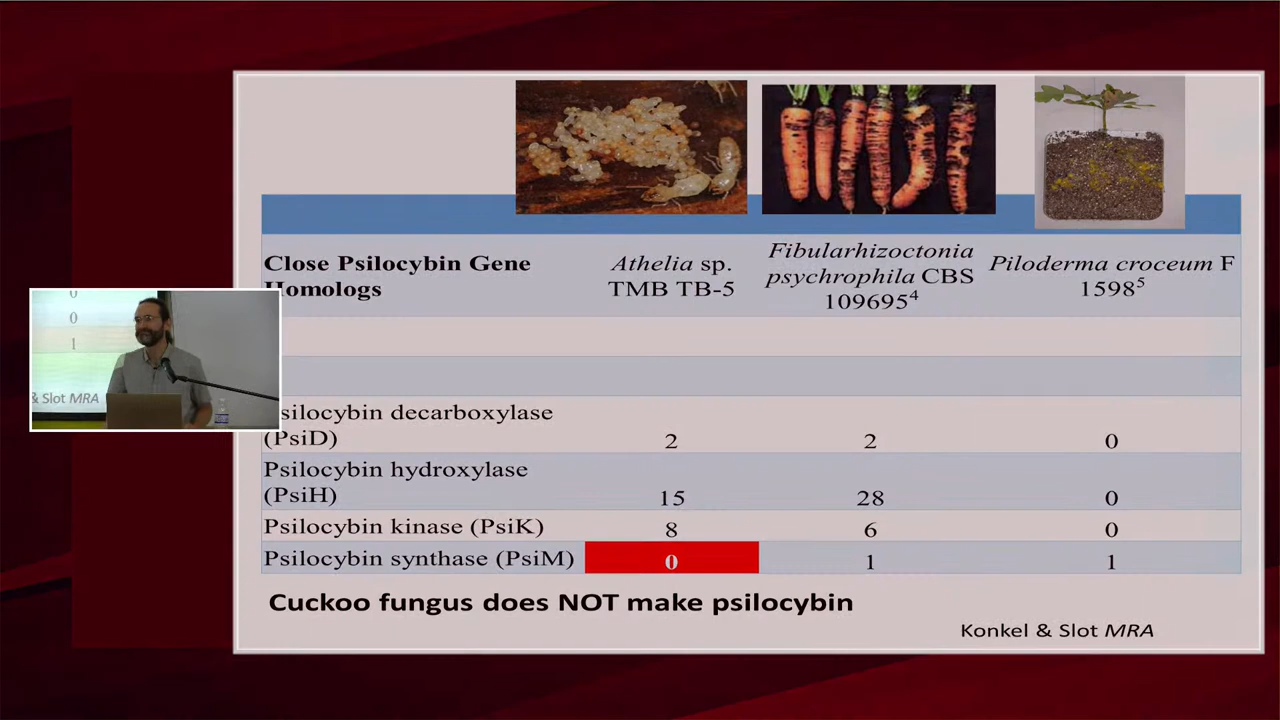 Close Psilocybin Gene
Homologs
Athelia sp.
TMB TB-5
Fibularhizoctonia
psychrophila CBS
109695⁴
Piloderma croceum F
1598⁵
0
0
1
& Slot MRA
silocybin decarboxylase
(PsiD) 2 2 0
Psilocybin hydroxylase
(PsiH) 15 28 0
Psilocybin kinase (PsiK) 8 6 0
Psilocybin synthase (PsiM) 0 1 1
Cuckoo fungus does NOT make psilocybin
Konkel & Slot MRA